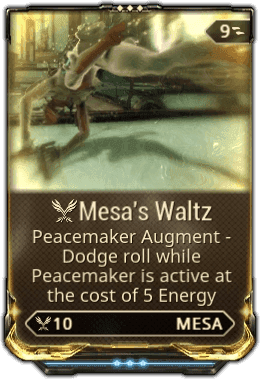 9
Mesa's Waltz
Peacemaker Augment -
Dodge roll while
Peacemaker is active at
the cost of 5 Energy
10 MESA